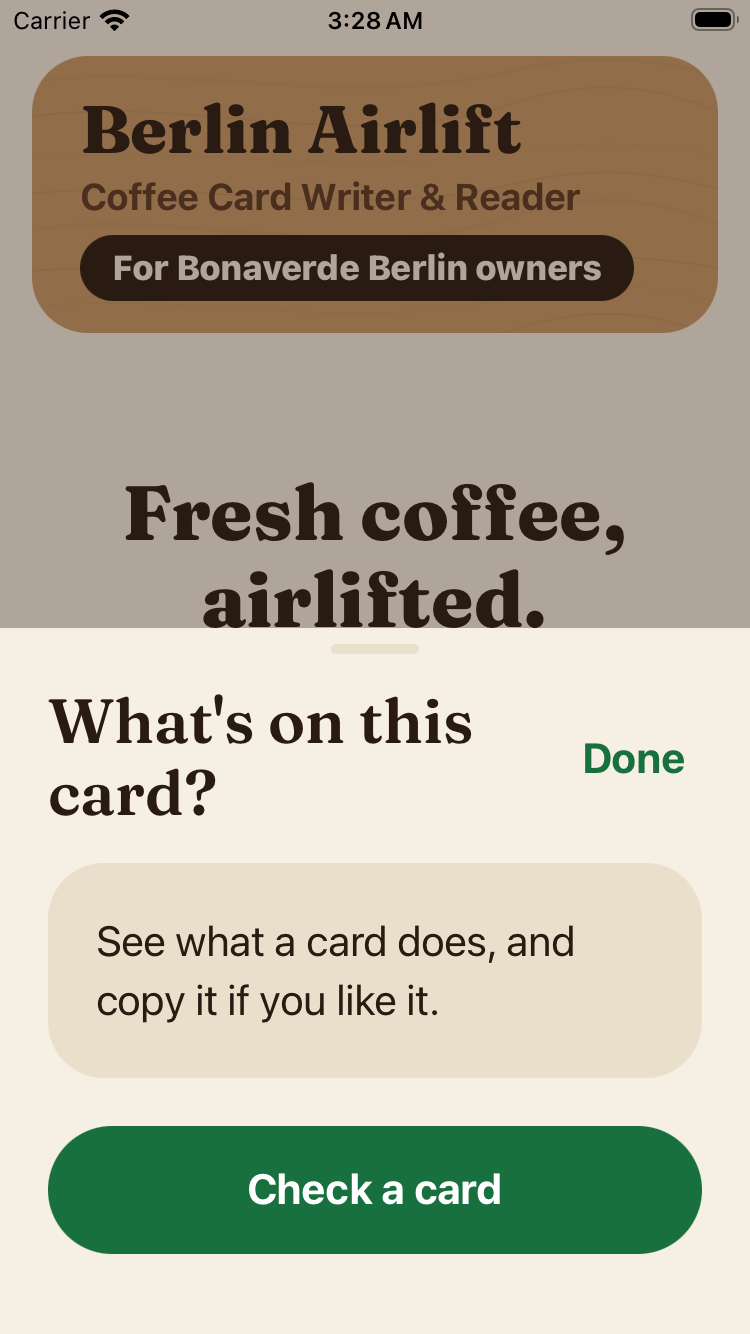 Carrier
3:28 AM
Berlin Airlift
Coffee Card Writer & Reader
For Bonaverde Berlin owners
Fresh coffee,
airlifted.
What's on this
card?
Done
See what a card does, and
copy it if you like it.
Check a card